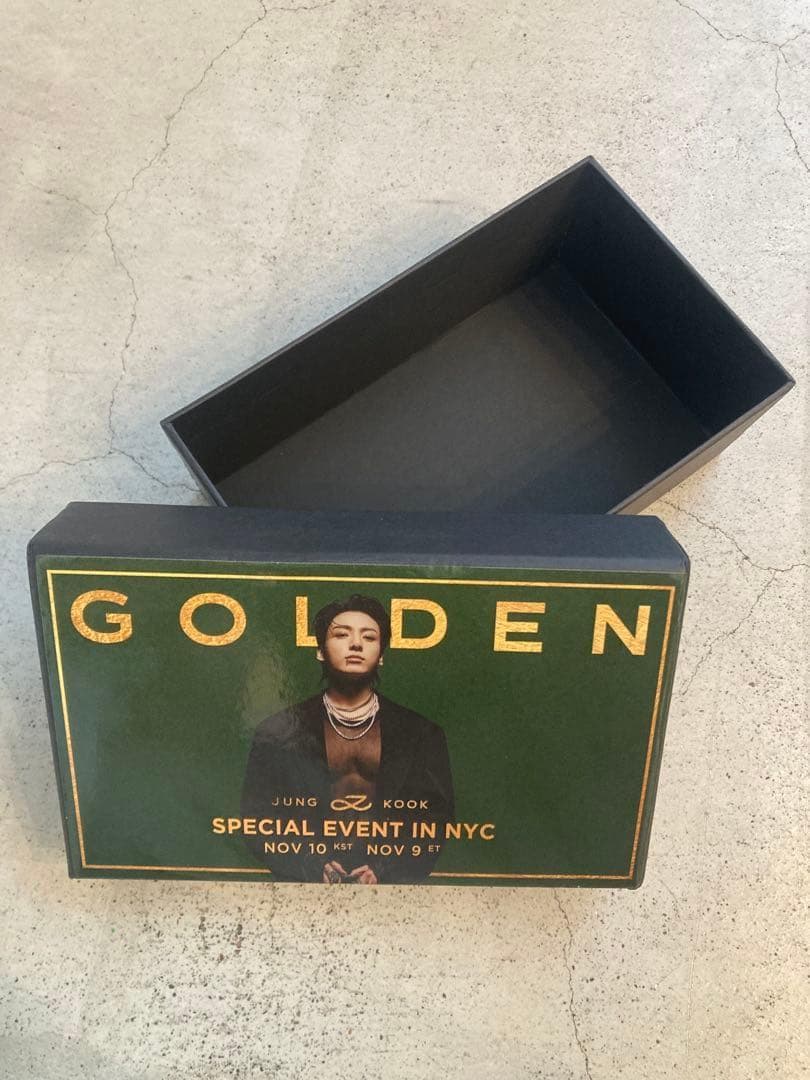 GOLDEN
JUNG KOOK
SPECIAL EVENT IN NYC
NOV 10 KST NOV 9 ET